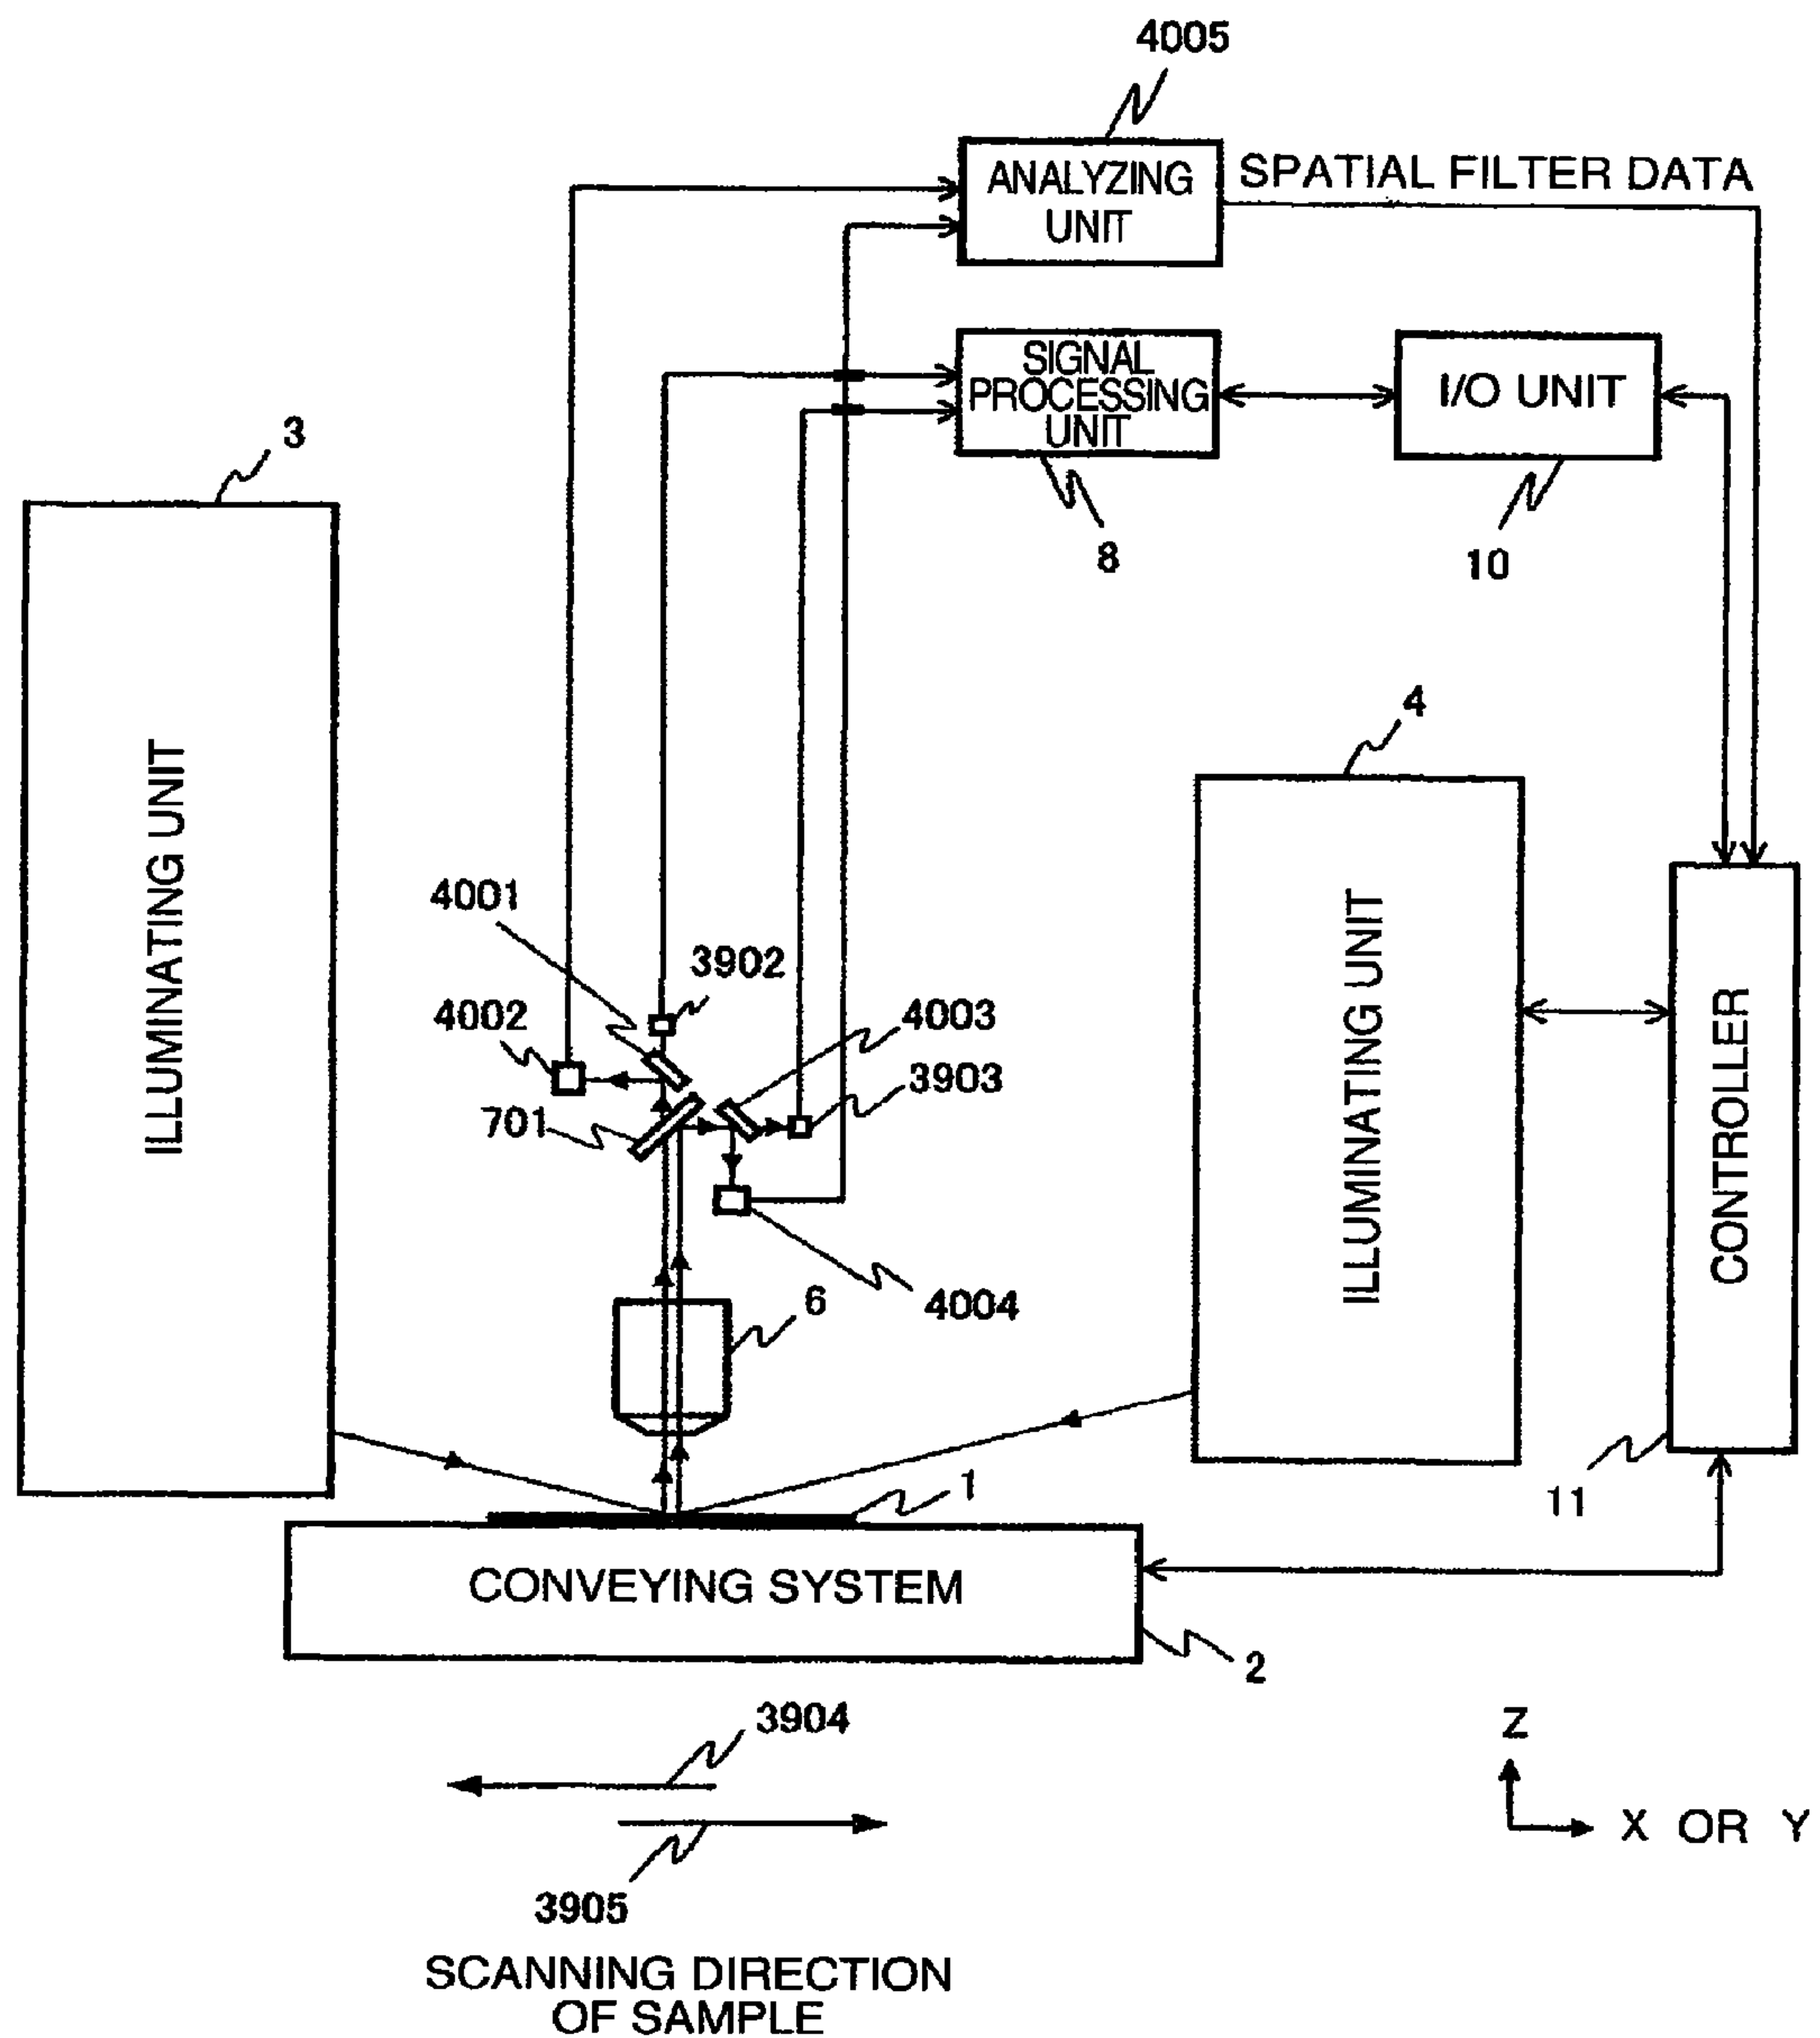 4005
ANALYZING
UNIT
SPATIAL FILTER DATA
SIGNAL
PROCESSING
UNIT
I/O UNIT
3
8
10
4
ILLUMINATING UNIT
4001
3902
4002
4003
3903
701
ILLUMINATING UNIT
CONTROLLER
4004
6
1
11
CONVEYING SYSTEM
2
3904
Z
X OR Y
3905
SCANNING DIRECTION
OF SAMPLE